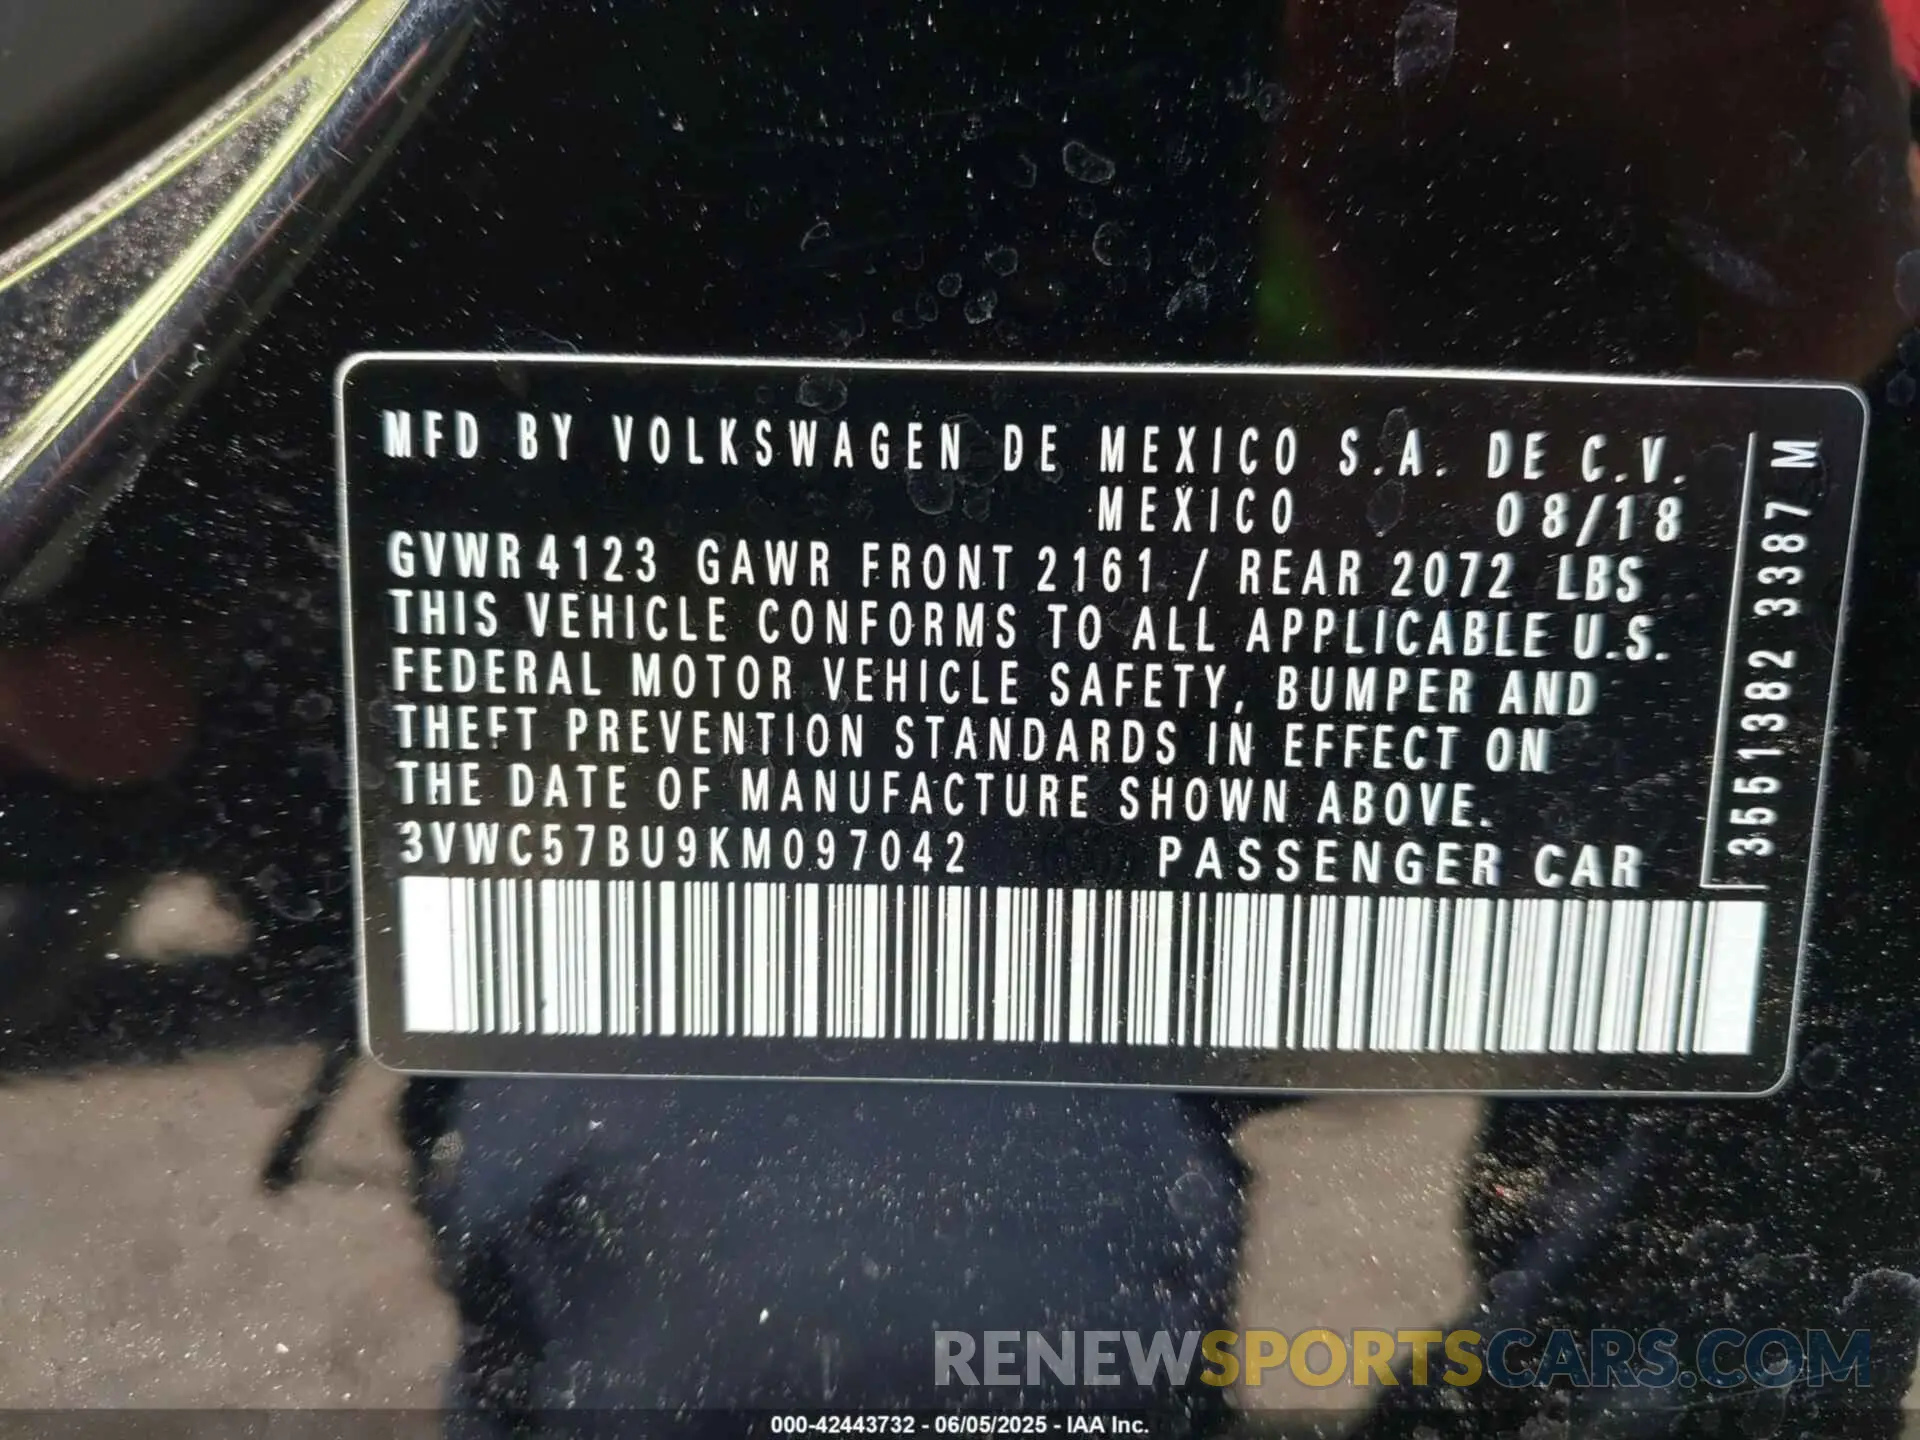 MFD BY VOLKSWAGEN DE MEXICO S.A. DE C.V.
MEXICO 08/18
GVWR 4123 GAWR FRONT 2161 / REAR 2072 LBS
THIS VEHICLE CONFORMS TO ALL APPLICABLE U.S.
FEDERAL MOTOR VEHICLE SAFETY, BUMPER AND
THEFT PREVENTION STANDARDS IN EFFECT ON
THE DATE OF MANUFACTURE SHOWN ABOVE.
3VWC57BU9KM097042 PASSENGER CAR
3551382 3387 M
RENEWSPORTSCARS.COM
000-42443732 - 06/05/2025 - IAA Inc.